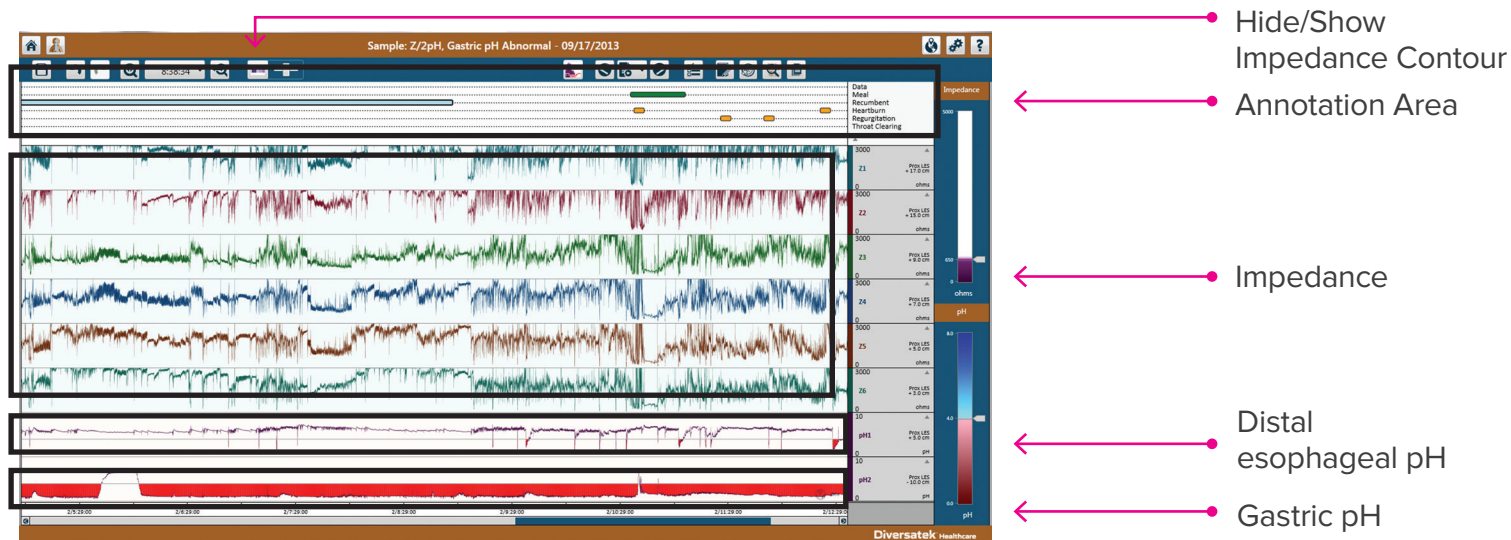 Hide/Show
Impedance Contour
Sample: Z/2pH, Gastric pH Abnormal - 09/17/2013
?
8:38:34
Data
Meal
Recumbent
Heartburn
Regurgitation
Throat Clearing
Impedance
5000
650
0
ohms
Annotation Area
3000
Z1
Prox LES
+ 17.0 cm
0
ohms
Z2
Prox LES
+ 15.0 cm
0
ohms
3000
Z3
Prox LES
+ 9.0 cm
0
ohms
3000
Z4
Prox LES
+ 7.0 cm
0
ohms
3000
Z5
Prox LES
+ 5.0 cm
0
ohms
3000
Z6
Prox LES
+ 3.0 cm
0
ohms
Impedance
pH
8.0
4.0
0.0
pH
10
pH1
Prox LES
+ 5.0 cm
0
pH
Distal
esophageal pH
10
pH2
Prox LES
- 10.0 cm
0
pH
Gastric pH
2/5:29:00 2/6:29:00 2/7:29:00 2/8:29:00 2/9:29:00 2/10:29:00 2/11:29:00 2/12:29:0
Diversatek Healthcare